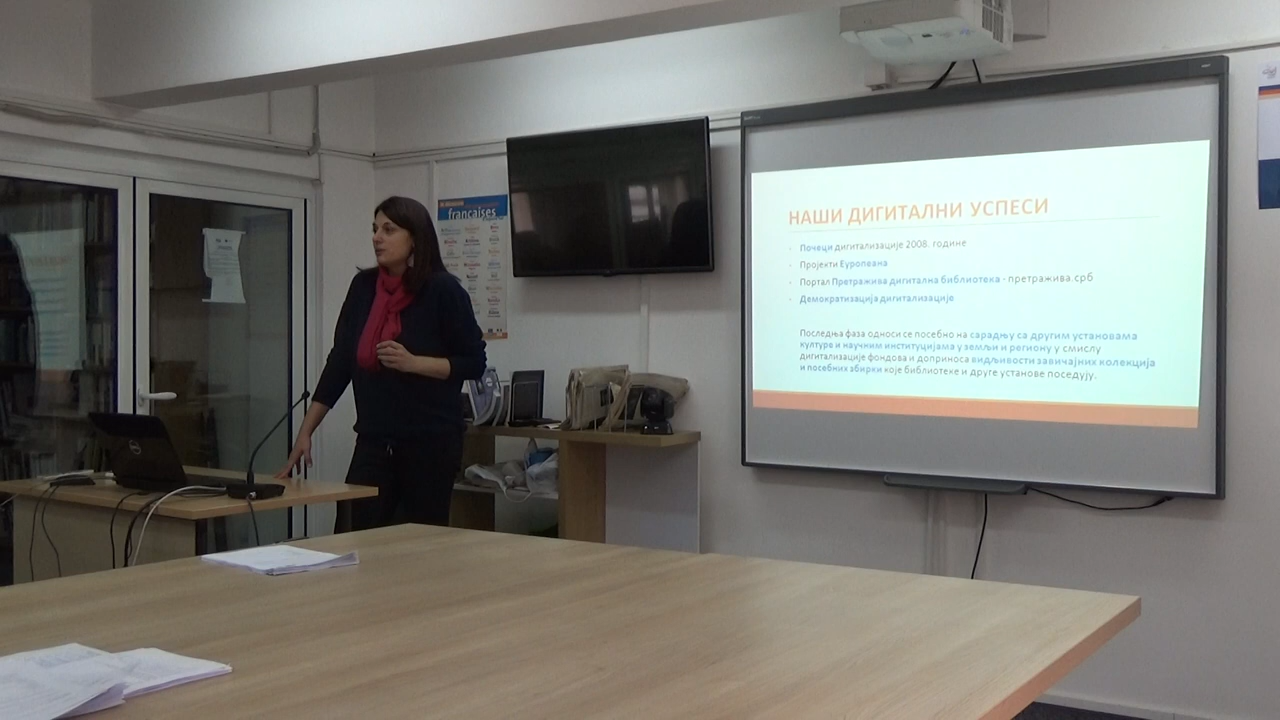 françaises
НАШИ ДИГИТАЛНИ УСПЕСИ
Почеци дигитализације 2008. године
Пројекти Еуропеана
Портал Претражива дигитална библиотека - претражива.срб
Демократизација дигитализације
Последња фаза односи се посебно на сарадњу са другим установама
културе и научним институцијама у земљи и региону у смислу
дигитализације фондова и доприноса видљивости завичајних колекција
и посебних збирки које библиотеке и друге установе поседују.